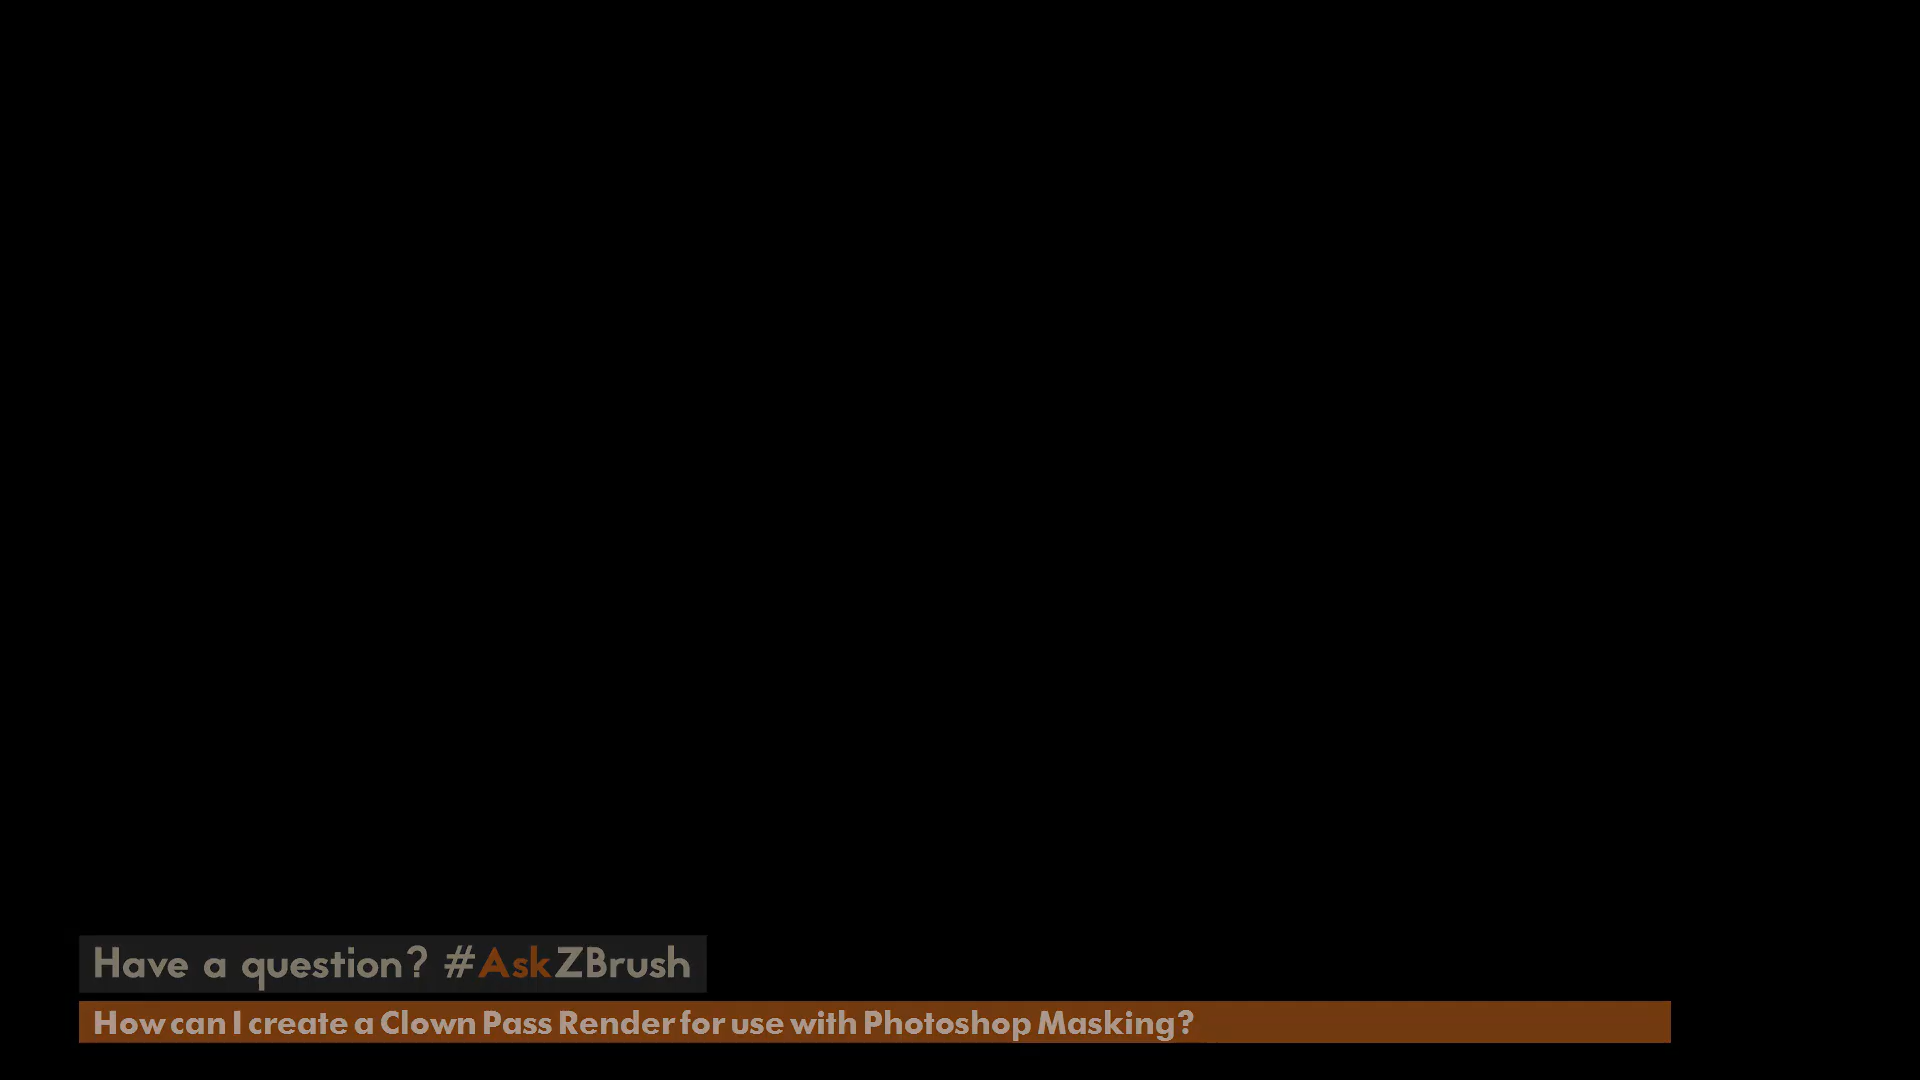 Have a question? #AskZBrush
How can I create a Clown Pass Render for use with Photoshop Masking?